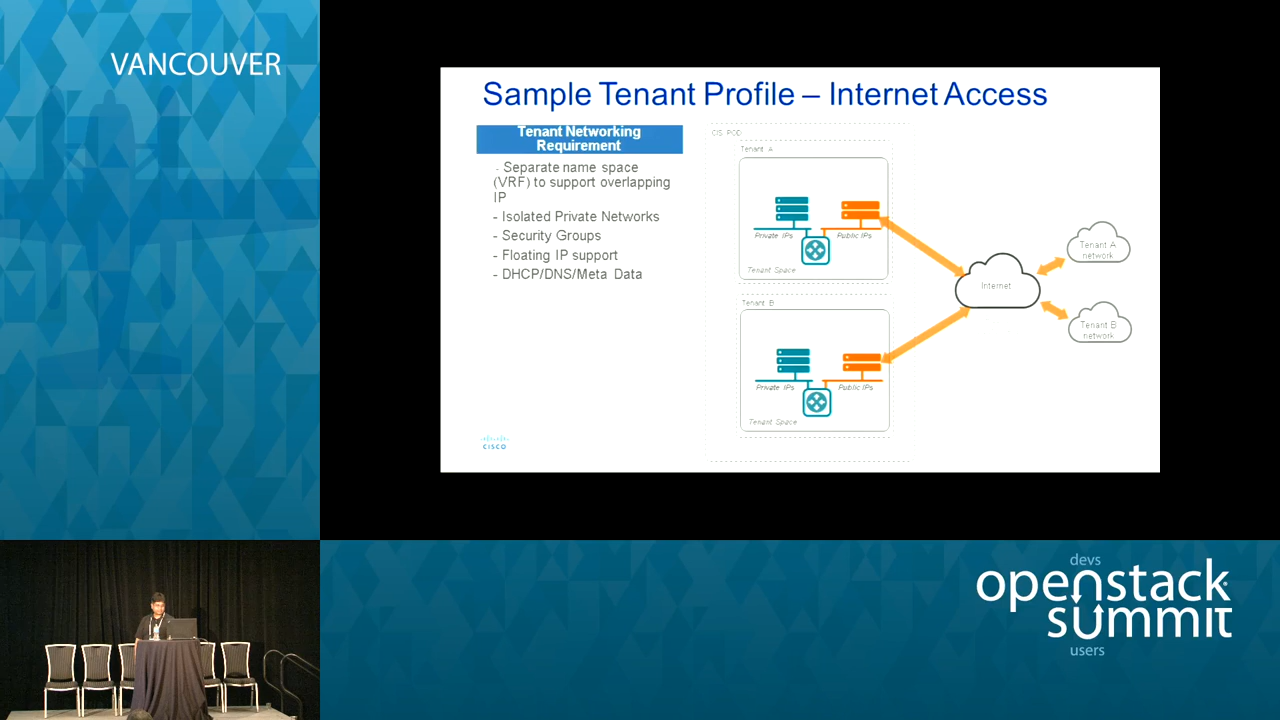 VANCOUVER
Sample Tenant Profile – Internet Access
Tenant Networking
Requirement
- Separate name space
(VRF) to support overlapping
IP
- Isolated Private Networks
- Security Groups
- Floating IP support
- DHCP/DNS/Meta Data
CIS POD
Tenant A
Private IPs
Public IPs
Tenant Space
Tenant B
Private IPs
Public IPs
Tenant Space
Internet
Tenant A
network
Tenant B
network
CISCO
devs
openstack
summit
users